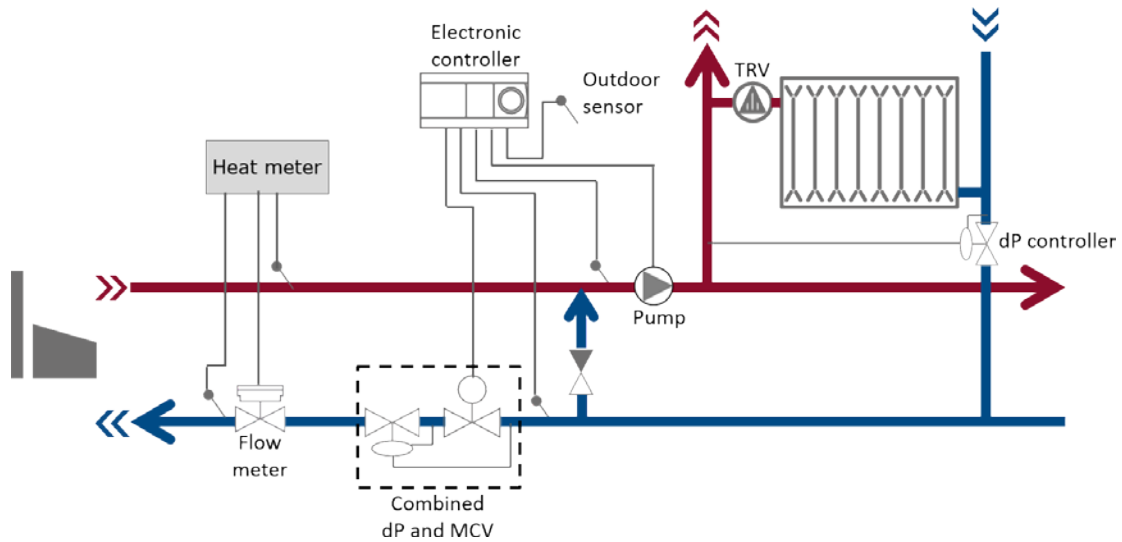 Electronic
controller
Outdoor
sensor
TRV
Heat meter
dP controller
Pump
Flow
meter
Combined
dP and MCV